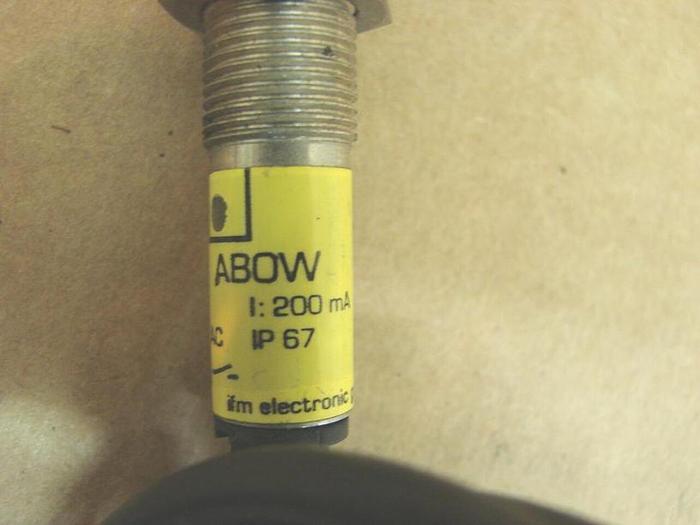 ABOW
I: 200 mA
AC IP 67
ifm electronic